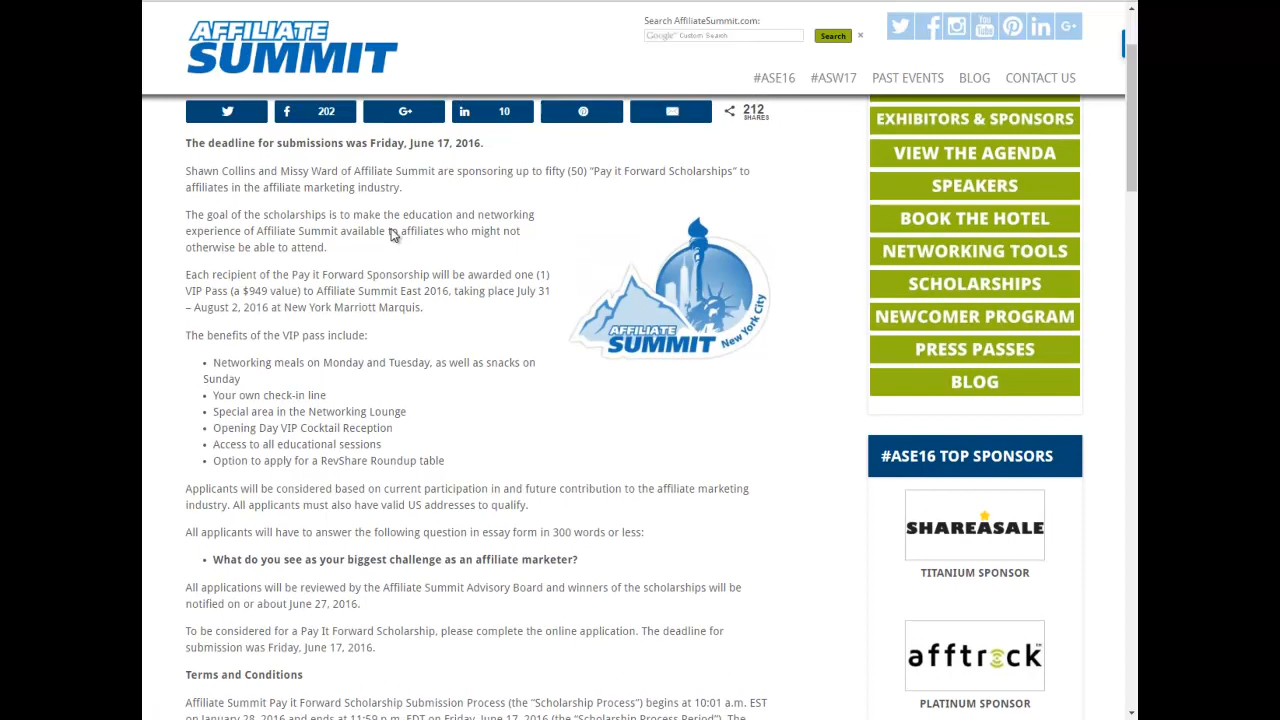 AFFILIATE
SUMMIT
Search AffiliateSummit.com:
Google Custom Search
Search
×
You
Tube
G+
#ASE16 #ASW17 PAST EVENTS BLOG CONTACT US
202
G+
10
212
SHARES
The deadline for submissions was Friday, June 17, 2016.
Shawn Collins and Missy Ward of Affiliate Summit are sponsoring up to fifty (50) “Pay it Forward Scholarships” to
affiliates in the affiliate marketing industry.
The goal of the scholarships is to make the education and networking
experience of Affiliate Summit available to affiliates who might not
otherwise be able to attend.
Each recipient of the Pay it Forward Sponsorship will be awarded one (1)
VIP Pass (a $949 value) to Affiliate Summit East 2016, taking place July 31
– August 2, 2016 at New York Marriott Marquis.
AFFILIATE
SUMMIT
New York City
The benefits of the VIP pass include:
• Networking meals on Monday and Tuesday, as well as snacks on
Sunday
• Your own check-in line
• Special area in the Networking Lounge
• Opening Day VIP Cocktail Reception
• Access to all educational sessions
• Option to apply for a RevShare Roundup table
Applicants will be considered based on current participation in and future contribution to the affiliate marketing
industry. All applicants must also have valid US addresses to qualify.
All applicants will have to answer the following question in essay form in 300 words or less:
• What do you see as your biggest challenge as an affiliate marketer?
All applications will be reviewed by the Affiliate Summit Advisory Board and winners of the scholarships will be
notified on or about June 27, 2016.
To be considered for a Pay It Forward Scholarship, please complete the online application. The deadline for
submission was Friday, June 17, 2016.
Terms and Conditions
Affiliate Summit Pay it Forward Scholarship Submission Process (the “Scholarship Process”) begins at 10:01 a.m. EST
on January 28, 2016 and ends at 11:59 p.m. EDT on Friday, June 17, 2016 (the “Scholarship Process Period”). The
EXHIBITORS & SPONSORS
VIEW THE AGENDA
SPEAKERS
BOOK THE HOTEL
NETWORKING TOOLS
SCHOLARSHIPS
NEWCOMER PROGRAM
PRESS PASSES
BLOG
#ASE16 TOP SPONSORS
SHAREASALE
TITANIUM SPONSOR
afftrack
PLATINUM SPONSOR